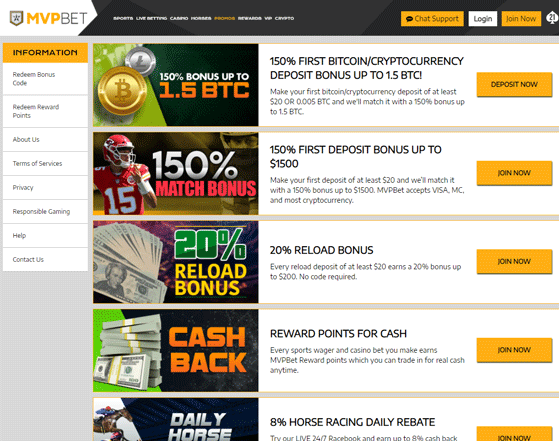 MVPBET
SPORTS LIVE BETTING CASINO HORSES PROMOS REWARDS VIP CRYPTO
Chat Support Login Join Now
INFORMATION
Redeem Bonus
Code
Redeem Reward
Points
About Us
Terms of Services
Privacy
Responsible Gaming
Help
Contact Us
150% BONUS UP TO
1.5 BTC
150% FIRST BITCOIN/CRYPTOCURRENCY
DEPOSIT BONUS UP TO 1.5 BTC!
Make your first bitcoin/cryptocurrency deposit of at least
$20 OR 0.005 BTC and we'll match it with a 150% bonus up
to 1.5 BTC.
DEPOSIT NOW
15
150%
MATCH BONUS
150% FIRST DEPOSIT BONUS UP TO
$1500
Make your first deposit of at least $20 and we'll match it
with a 150% bonus up to $1500. MVPBet accepts VISA, MC,
and most cryptocurrency.
JOIN NOW
20%
RELOAD
BONUS
20% RELOAD BONUS
Every reload deposit of at least $20 earns a 20% bonus up
to $200. No code required.
JOIN NOW
CASH
BACK
REWARD POINTS FOR CASH
Every sports wager and casino bet you make earns
MVPBet Reward points which you can trade in for real cash
anytime.
JOIN NOW
DAILY
HORSE
8% HORSE RACING DAILY REBATE
Try our LIVE 24/7 Racebook and earn up to 8% cash back
JOIN NOW